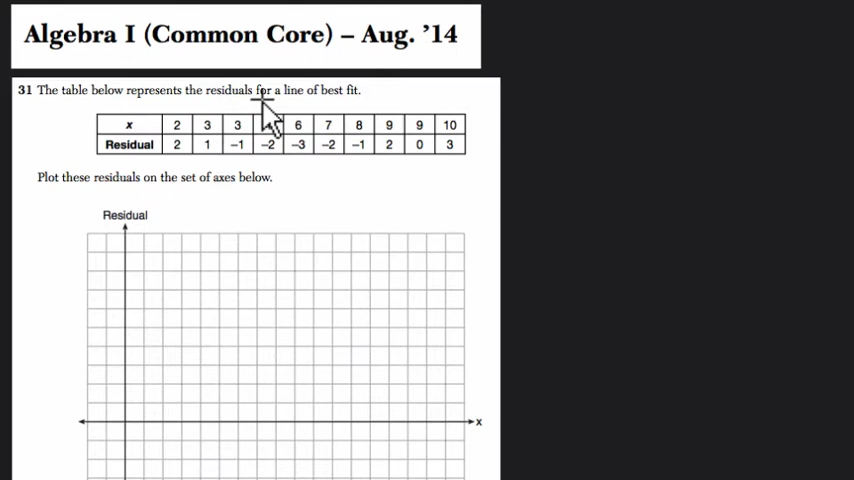 Algebra I (Common Core) – Aug. ’14
31 The table below represents the residuals for a line of best fit.
x 2 3 3 6 7 8 9 9 10
Residual 2 1 –1 –2 –3 –2 –1 2 0 3
Plot these residuals on the set of axes below.
Residual
x